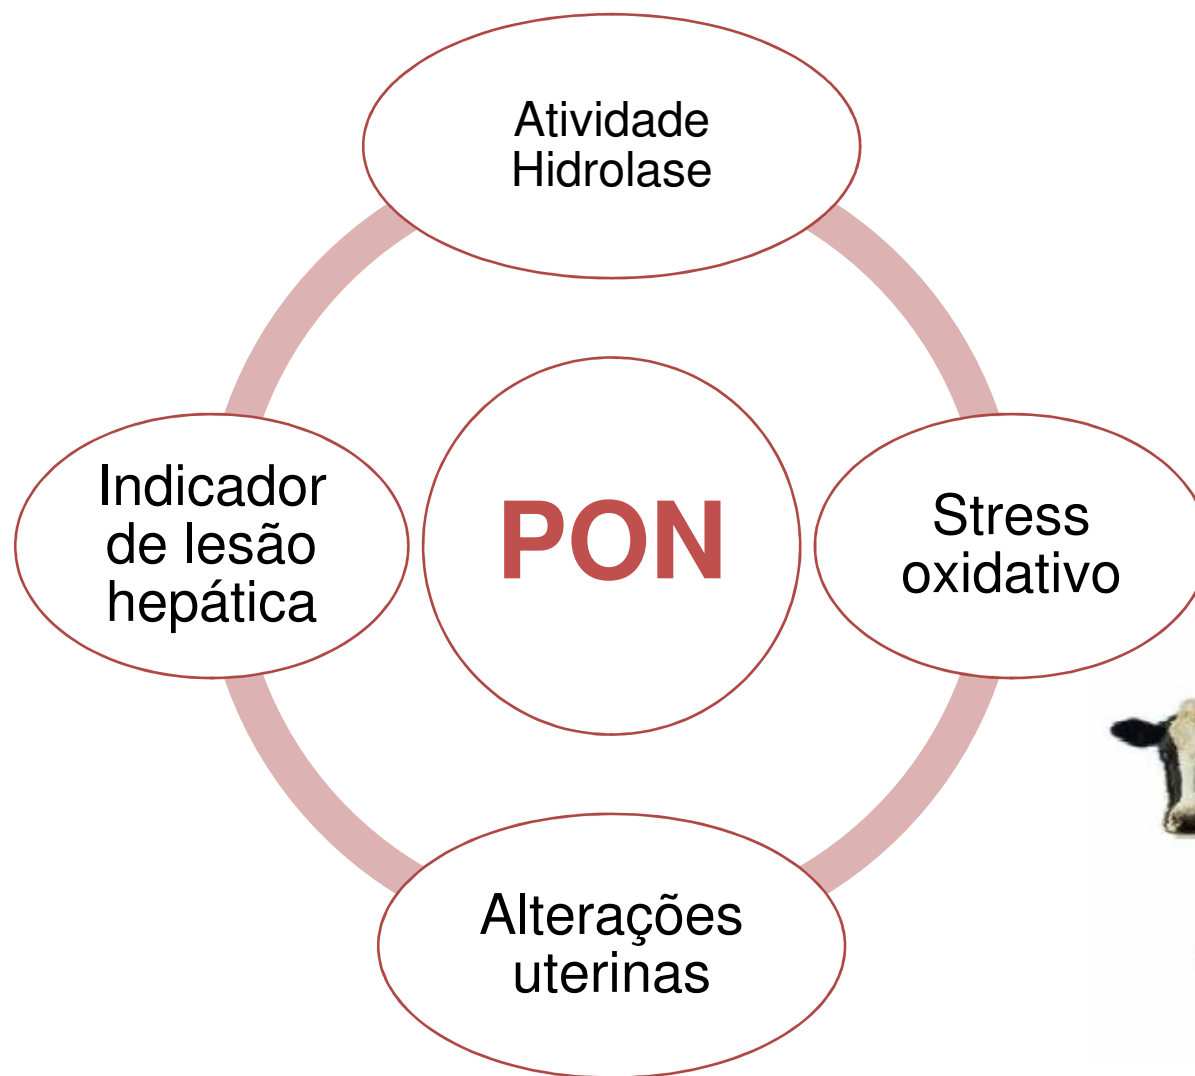 Atividade
Hidrolase
Indicador
de lesão
hepática
PON
Stress
oxidativo
Alterações
uterinas